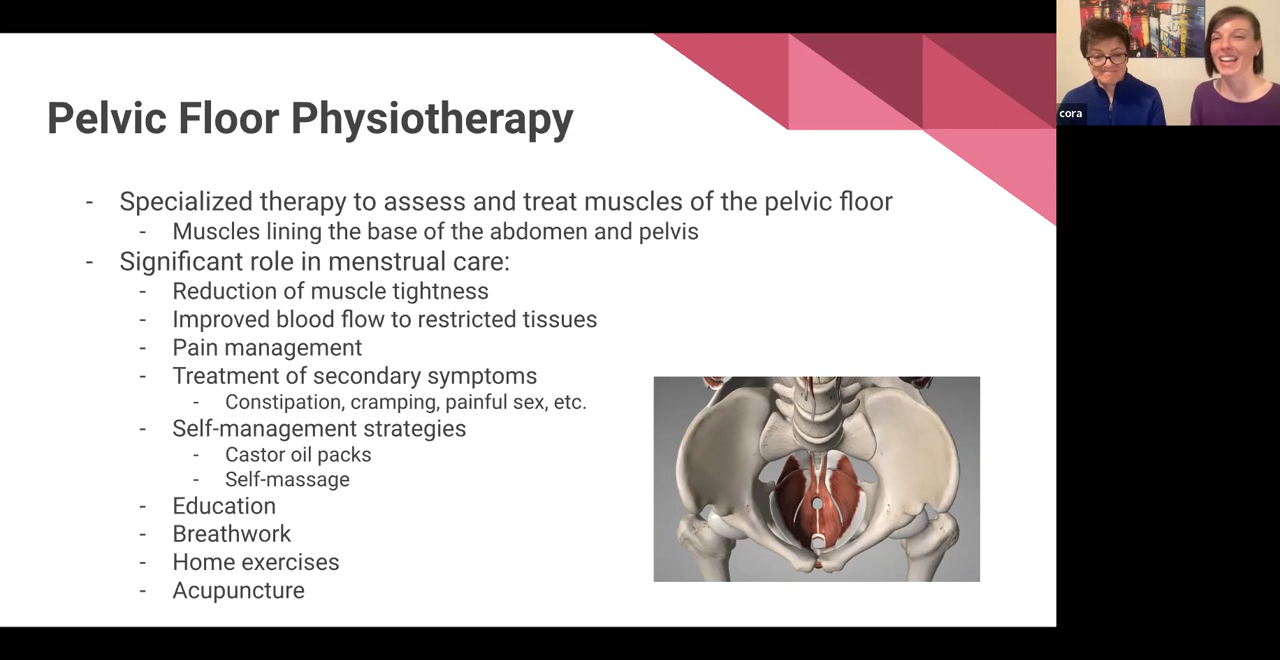 Pelvic Floor Physiotherapy
- Specialized therapy to assess and treat muscles of the pelvic floor
- Muscles lining the base of the abdomen and pelvis
- Significant role in menstrual care:
- Reduction of muscle tightness
- Improved blood flow to restricted tissues
- Pain management
- Treatment of secondary symptoms
- Constipation, cramping, painful sex, etc.
- Self-management strategies
- Castor oil packs
- Self-massage
- Education
- Breathwork
- Home exercises
- Acupuncture
cora